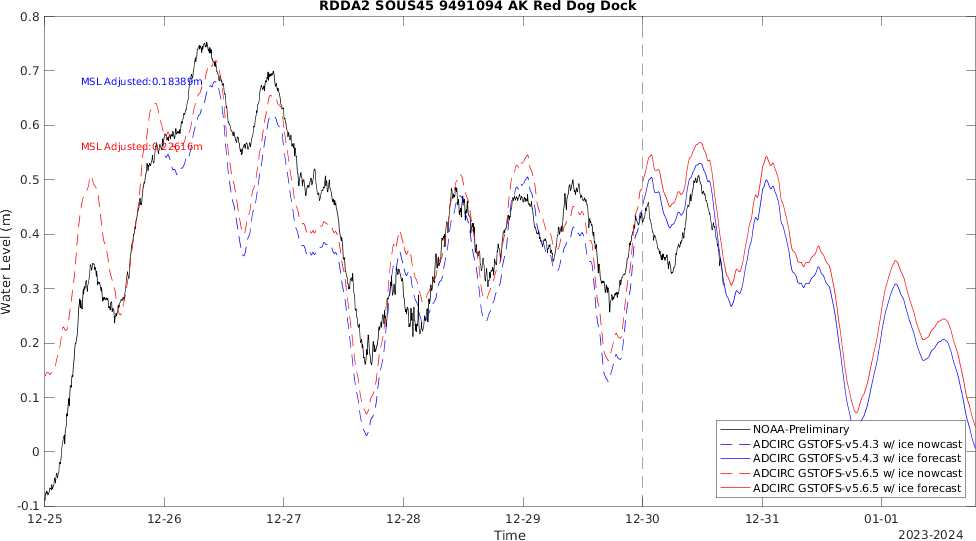 RDDA2 SOUS45 9491094 AK Red Dog Dock
Water Level (m)
0.8
0.7
0.6
0.5
0.4
0.3
0.2
0.1
0
-0.1
MSL Adjusted:0.18389m
MSL Adjusted:0.22616m
NOAA-Preliminary
ADCIRC GSTOFS-v5.4.3 w/ ice nowcast
ADCIRC GSTOFS-v5.4.3 w/ ice forecast
ADCIRC GSTOFS-v5.6.5 w/ ice nowcast
ADCIRC GSTOFS-v5.6.5 w/ ice forecast
12-25 12-26 12-27 12-28 12-29 12-30 12-31 01-01
Time
2023-2024